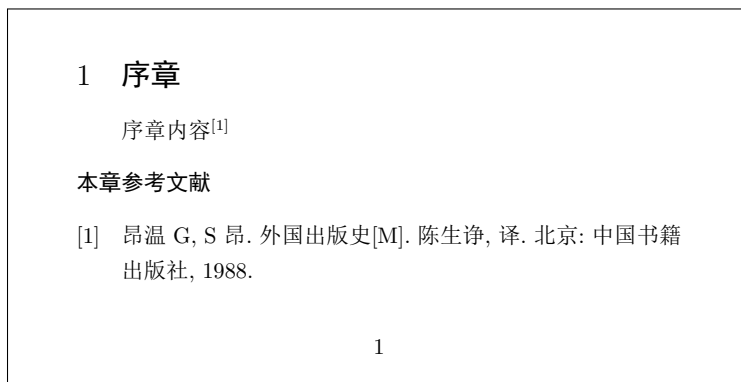 1 序章
序章内容[1]
本章参考文献
[1] 昂温 G, S 昂. 外国出版史[M]. 陈生诤, 译. 北京: 中国书籍
出版社, 1988.
1